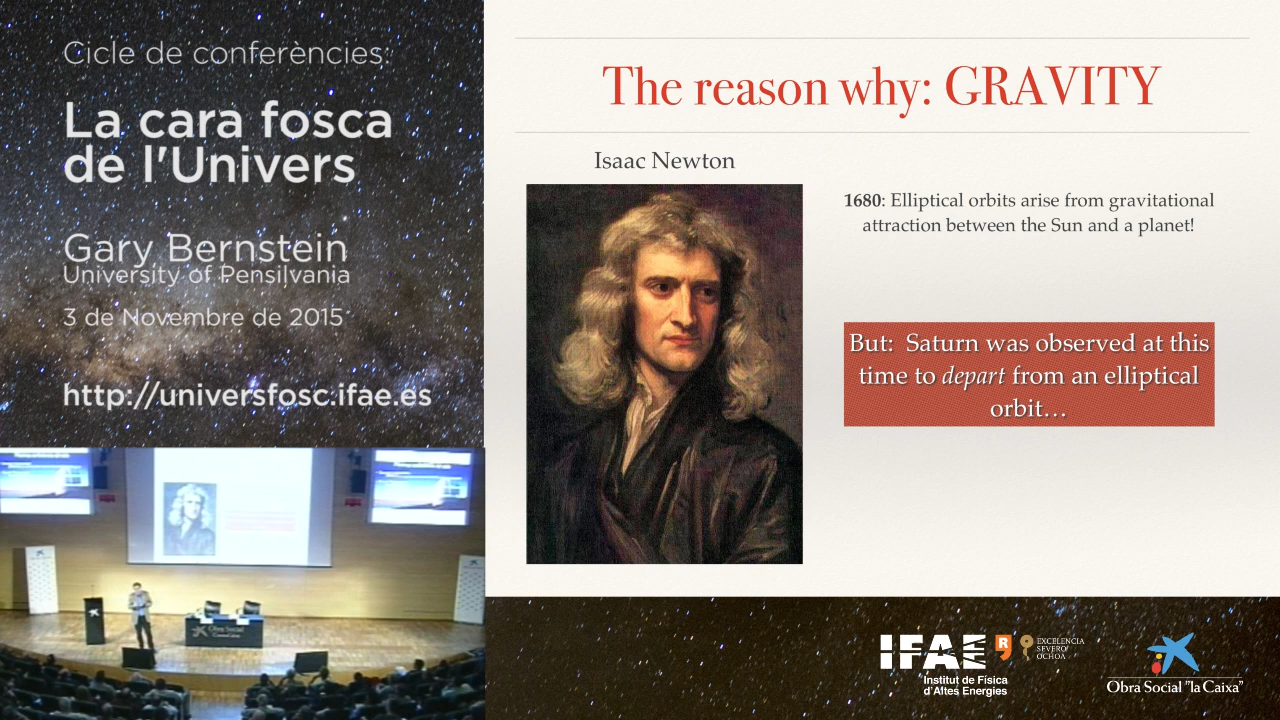 Cicle de conferències:
La cara fosca
de l'Univers
Gary Bernstein
University of Pensilvania
3 de Novembre de 2015
http://universfosc.ifae.es
The reason why: GRAVITY
Isaac Newton
1680: Elliptical orbits arise from gravitational
attraction between the Sun and a planet!
But: Saturn was observed at this
time to depart from an elliptical
orbit...
IFAE
Institut de Física
d'Altes Energies
EXCELENCIA
SEVERO
OCHOA
Obra Social "la Caixa"
Obra Social